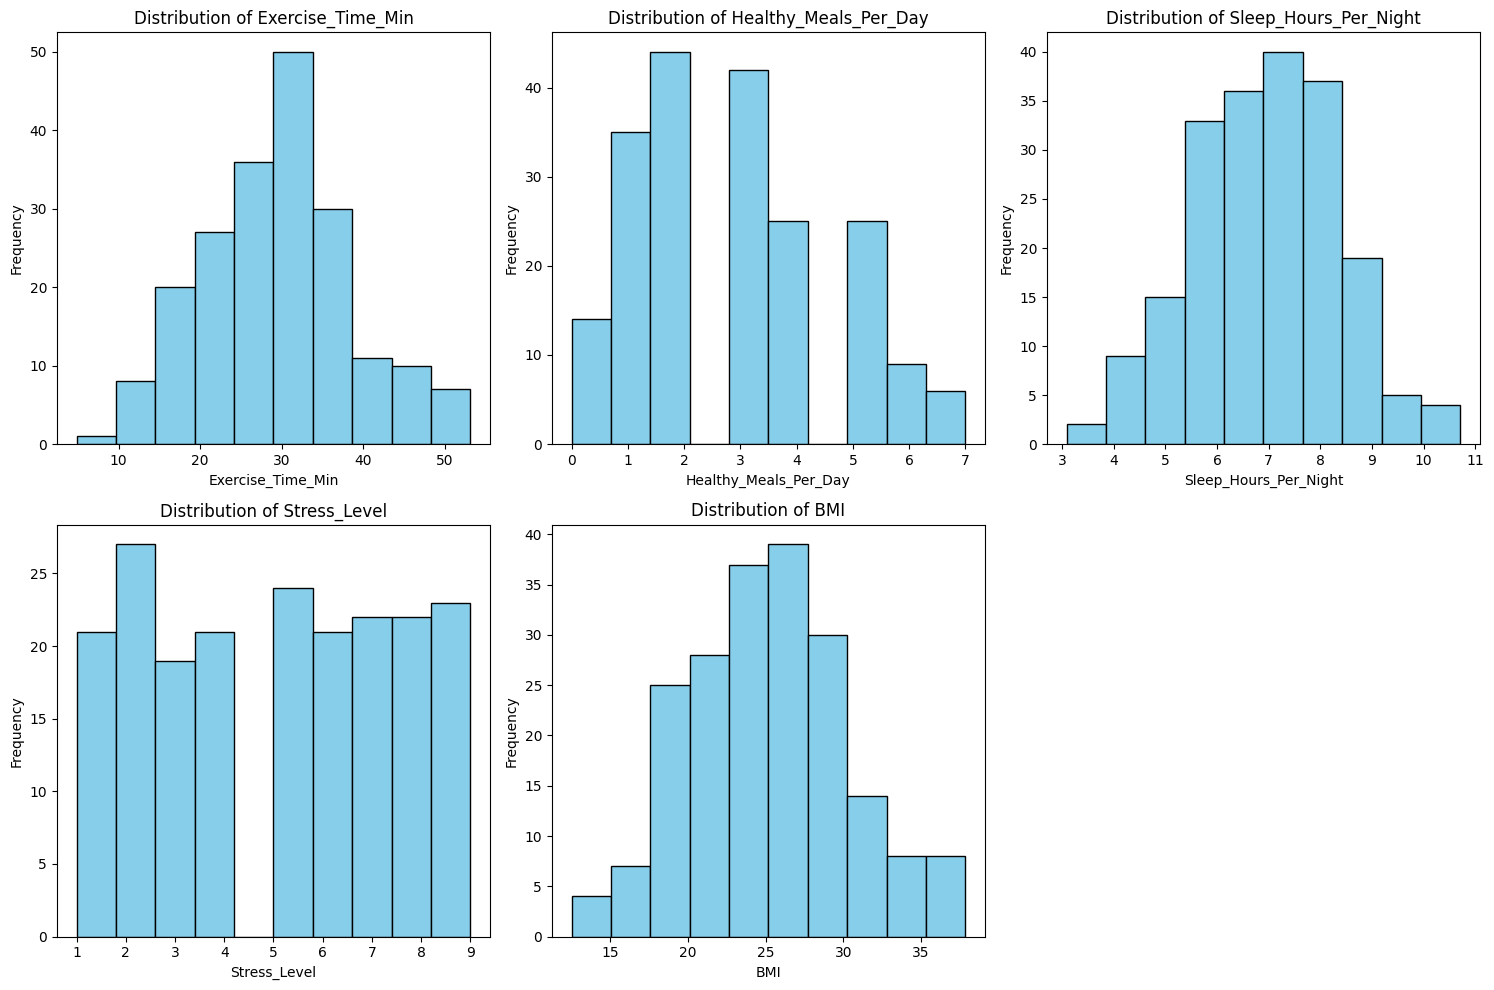 Distribution of Exercise_Time_Min
Frequency
50
40
30
20
10
0
10 20 30 40 50
Exercise_Time_Min
Distribution of Healthy_Meals_Per_Day
Frequency
40
30
20
10
0
0 1 2 3 4 5 6 7
Healthy_Meals_Per_Day
Distribution of Sleep_Hours_Per_Night
Frequency
40
35
30
25
20
15
10
5
0
3 4 5 6 7 8 9 10 11
Sleep_Hours_Per_Night
Distribution of Stress_Level
Frequency
25
20
15
10
5
0
1 2 3 4 5 6 7 8 9
Stress_Level
Distribution of BMI
Frequency
40
35
30
25
20
15
10
5
0
15 20 25 30 35
BMI